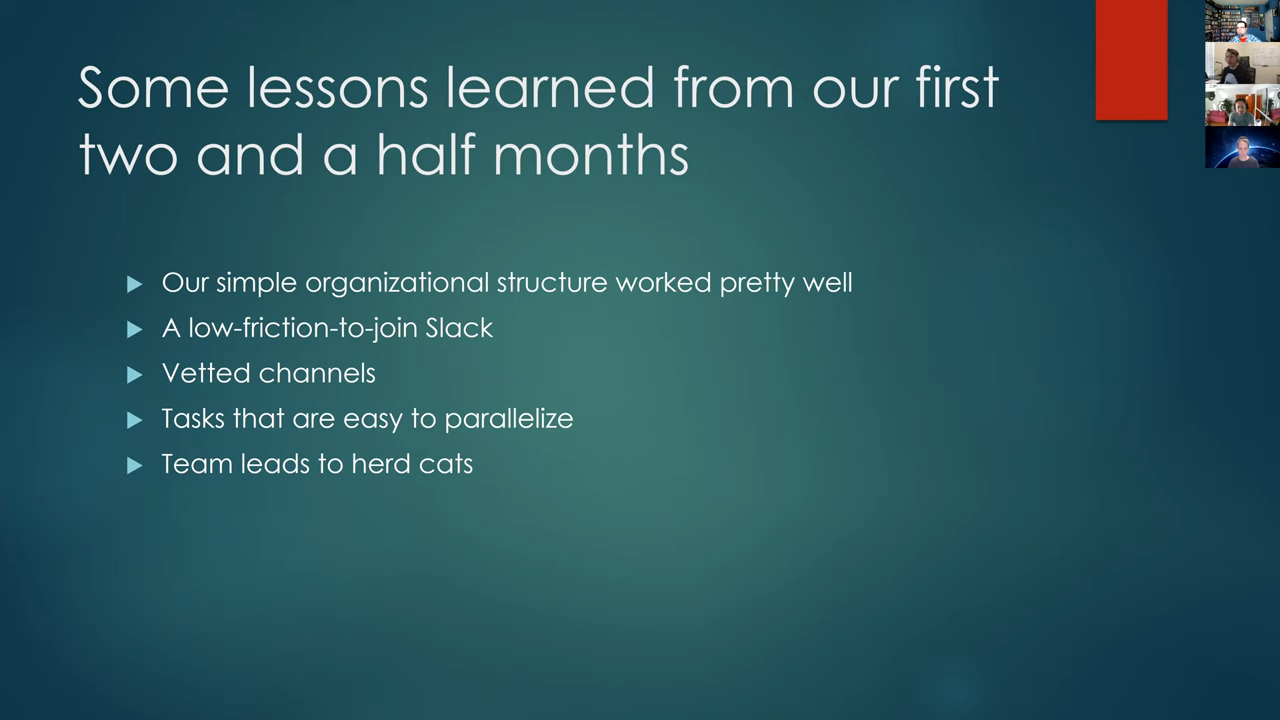 Some lessons learned from our first
two and a half months
Our simple organizational structure worked pretty well
A low-friction-to-join Slack
Vetted channels
Tasks that are easy to parallelize
Team leads to herd cats